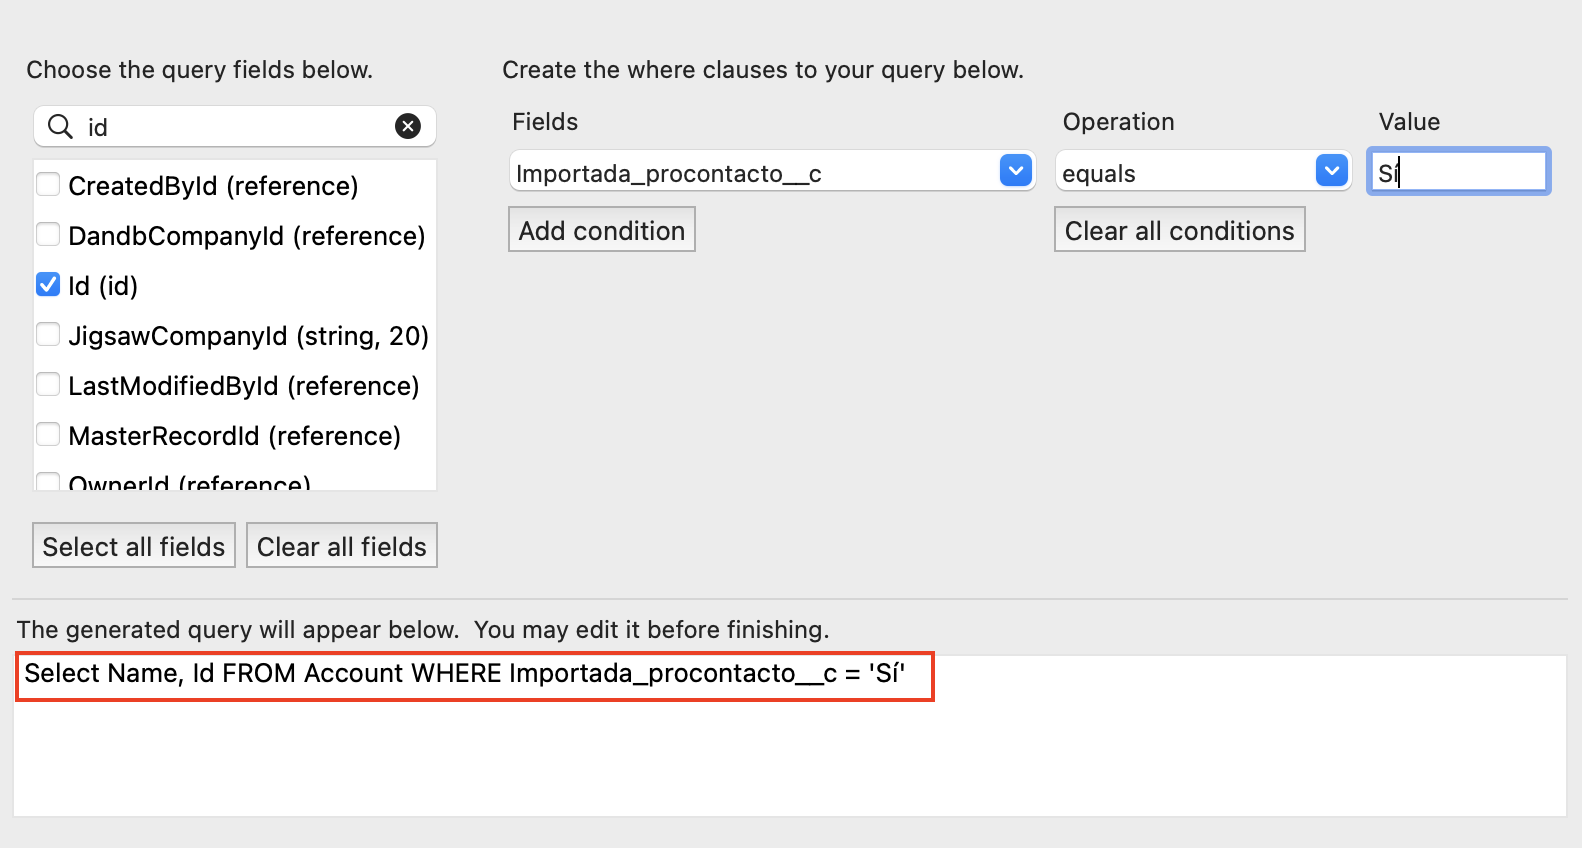 Choose the query fields below.
Create the where clauses to your query below.
id
Fields
Operation
Value
Importada_procontacto__c
equals
Sí
Add condition
Clear all conditions
CreatedById (reference)
DandbCompanyId (reference)
Id (id)
JigsawCompanyId (string, 20)
LastModifiedById (reference)
MasterRecordId (reference)
OwnerId (reference)
Select all fields
Clear all fields
The generated query will appear below.  You may edit it before finishing.
Select Name, Id FROM Account WHERE Importada_procontacto__c = 'Sí'